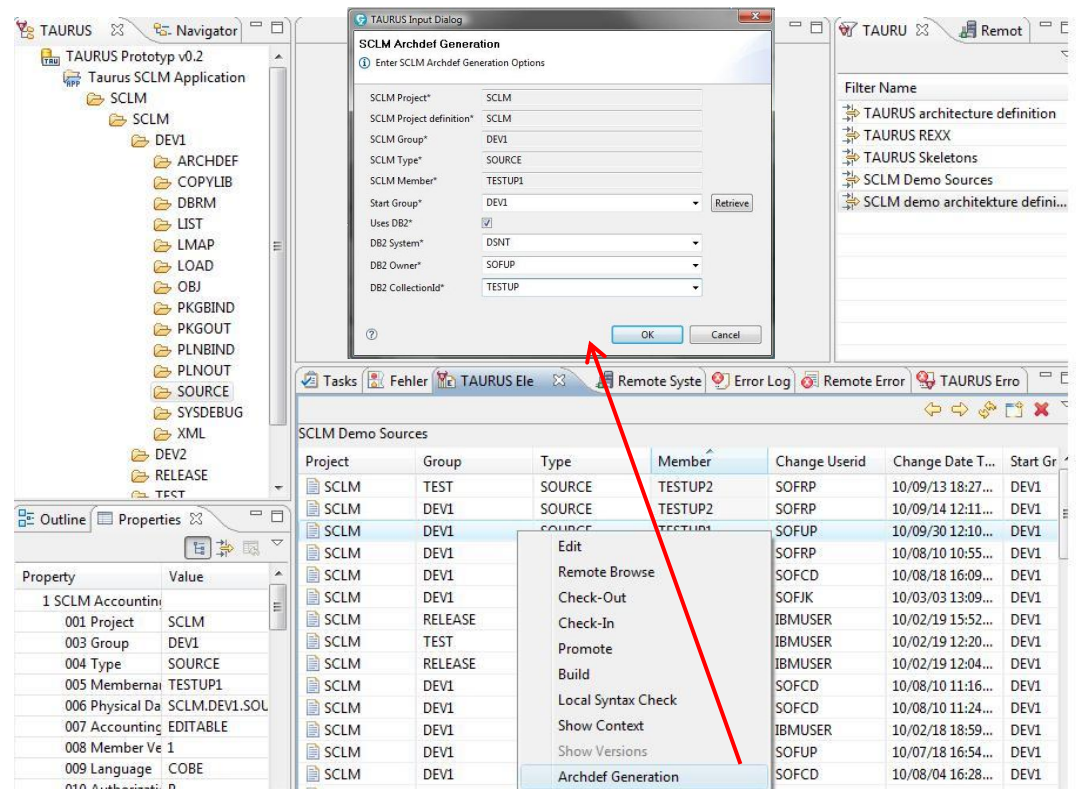 TAURUS
Navigator
TAURUS Prototyp v0.2
Taurus SCLM Application
SCLM
SCLM
DEV1
ARCHDEF
COPYLIB
DBRM
LIST
LMAP
LOAD
OBJ
PKGBIND
PKGOUT
PLNBIND
PLNOUT
SOURCE
SYSDEBUG
XML
DEV2
RELEASE
TEST
TAURUS Input Dialog
SCLM Archdef Generation
Enter SCLM Archdef Generation Options
SCLM Project* SCLM
SCLM Project definition* SCLM
SCLM Group* DEV1
SCLM Type* SOURCE
SCLM Member* TESTUP1
Start Group* DEV1 Retrieve
Uses DB2*
DB2 System* DSNT
DB2 Owner* SOFUP
DB2 CollectionId* TESTUP
OK Cancel
TAURU Remot
Filter Name
TAURUS architecture definition
TAURUS REXX
TAURUS Skeletons
SCLM Demo Sources
SCLM demo architekture defini...
Outline Properties
Property Value
1 SCLM Accounting
001 Project SCLM
003 Group DEV1
004 Type SOURCE
005 Membernai TESTUP1
006 Physical Da SCLM.DEV1.SOU
007 Accounting EDITABLE
008 Member Ve 1
009 Language COBE
Tasks Fehler TAURUS Ele Remote Syste Error Log Remote Error TAURUS Erro
SCLM Demo Sources
Project Group Type Member Change Userid Change Date T... Start Gr
SCLM TEST SOURCE TESTUP2 SOFRP 10/09/13 18:27... DEV1
SCLM DEV1 SOURCE TESTUP2 SOFRP 10/09/14 12:11... DEV1
SCLM DEV1 SOURCE TESTUP1 SOFUP 10/09/30 12:10... DEV1
SCLM DEV1 SOFRP 10/08/10 10:55... DEV1
SCLM DEV1 SOFCD 10/08/18 16:09... DEV1
SCLM DEV1 SOFJK 10/03/03 13:09... DEV1
SCLM RELEASE IBMUSER 10/02/19 15:52... DEV1
SCLM TEST IBMUSER 10/02/19 12:20... DEV1
SCLM RELEASE IBMUSER 10/02/19 12:04... DEV1
SCLM DEV1 SOFCD 10/08/10 11:16... DEV1
SCLM DEV1 SOFCD 10/08/10 11:24... DEV1
SCLM DEV1 IBMUSER 10/02/18 18:59... DEV1
SCLM DEV1 SOFUP 10/07/18 16:54... DEV1
SCLM DEV1 SOFCD 10/08/04 16:28... DEV1
Edit
Remote Browse
Check-Out
Check-In
Promote
Build
Local Syntax Check
Show Context
Show Versions
Archdef Generation